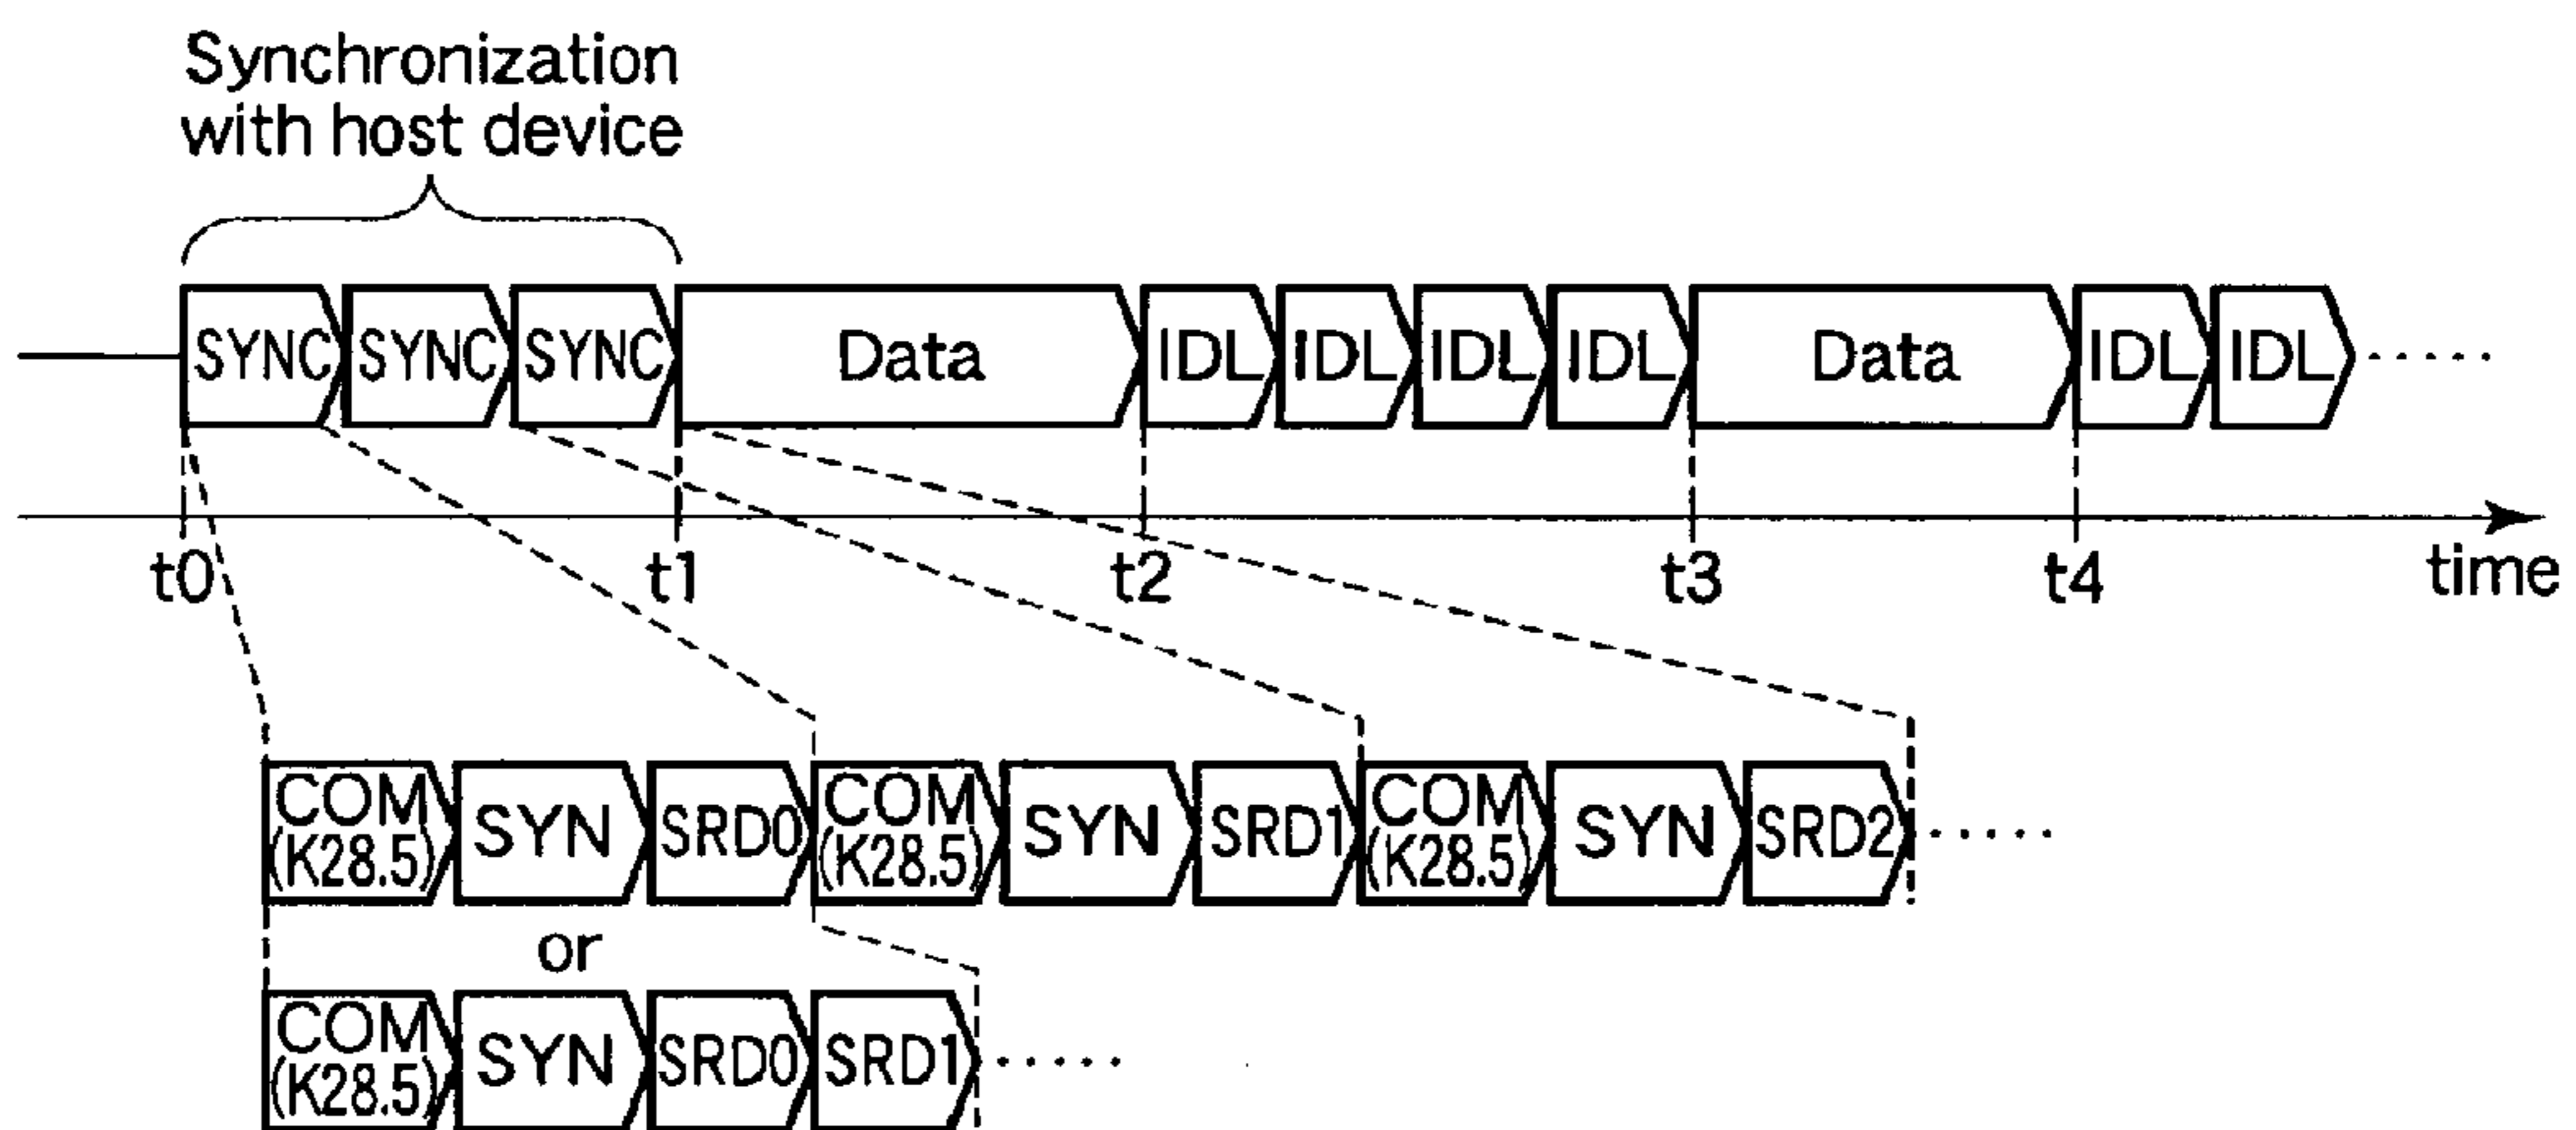 Synchronization
with host device
SYNC SYNC SYNC Data IDL IDL IDL IDL Data IDL IDL
t0 t1 t2 t3 t4 time
COM (K28.5) SYN SRD0 COM (K28.5) SYN SRD1 COM (K28.5) SYN SRD2
or
COM (K28.5) SYN SRD0 SRD1